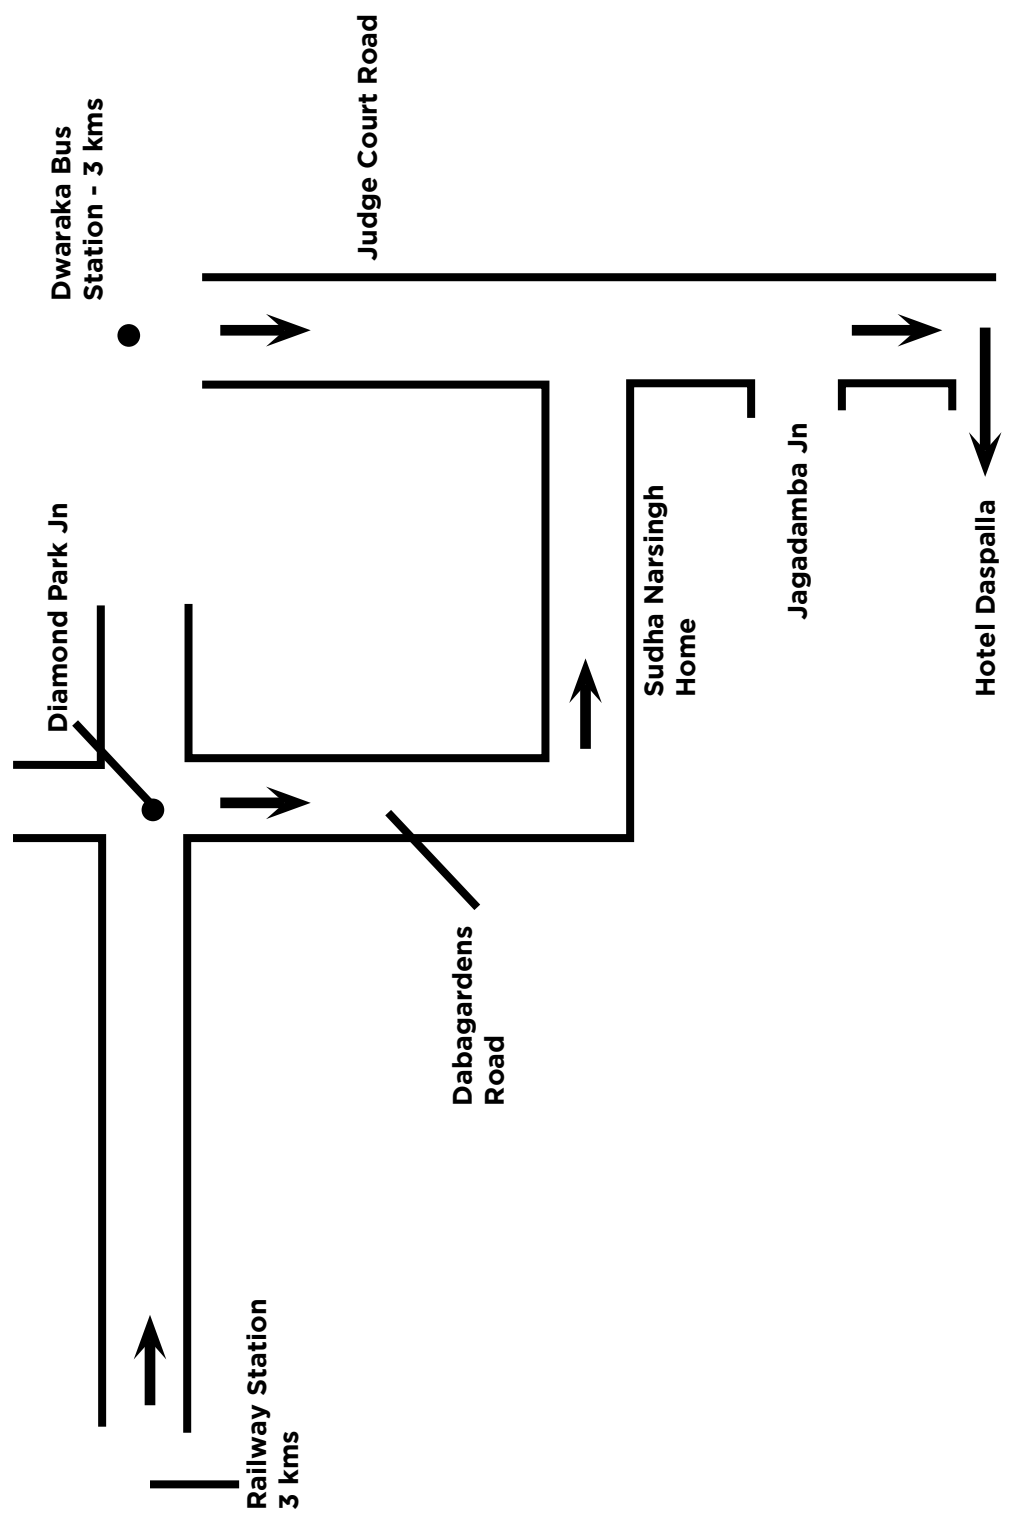 Dwaraka Bus
Station - 3 kms
Judge Court Road
Diamond Park Jn
Sudha Narsingh
Home
Jagadamba Jn
Hotel Daspalla
Dabagardens
Road
Railway Station
3 kms